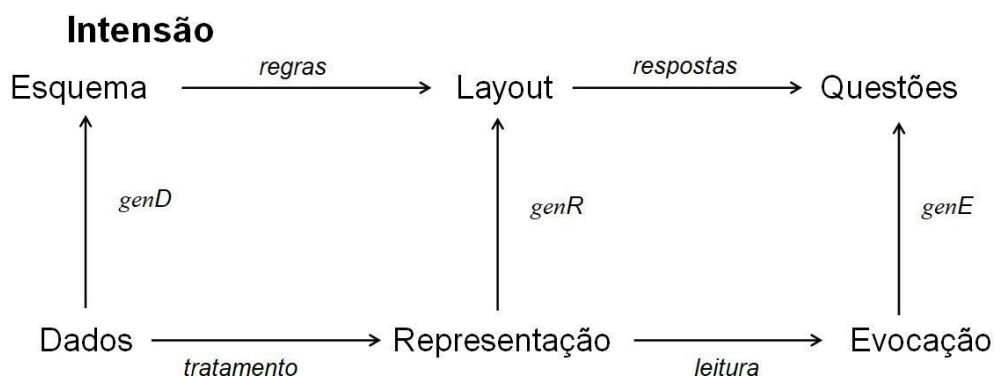 Intensão
Esquema regras Layout respostas Questões
genD genR genE
Dados tratamento Representação leitura Evocação